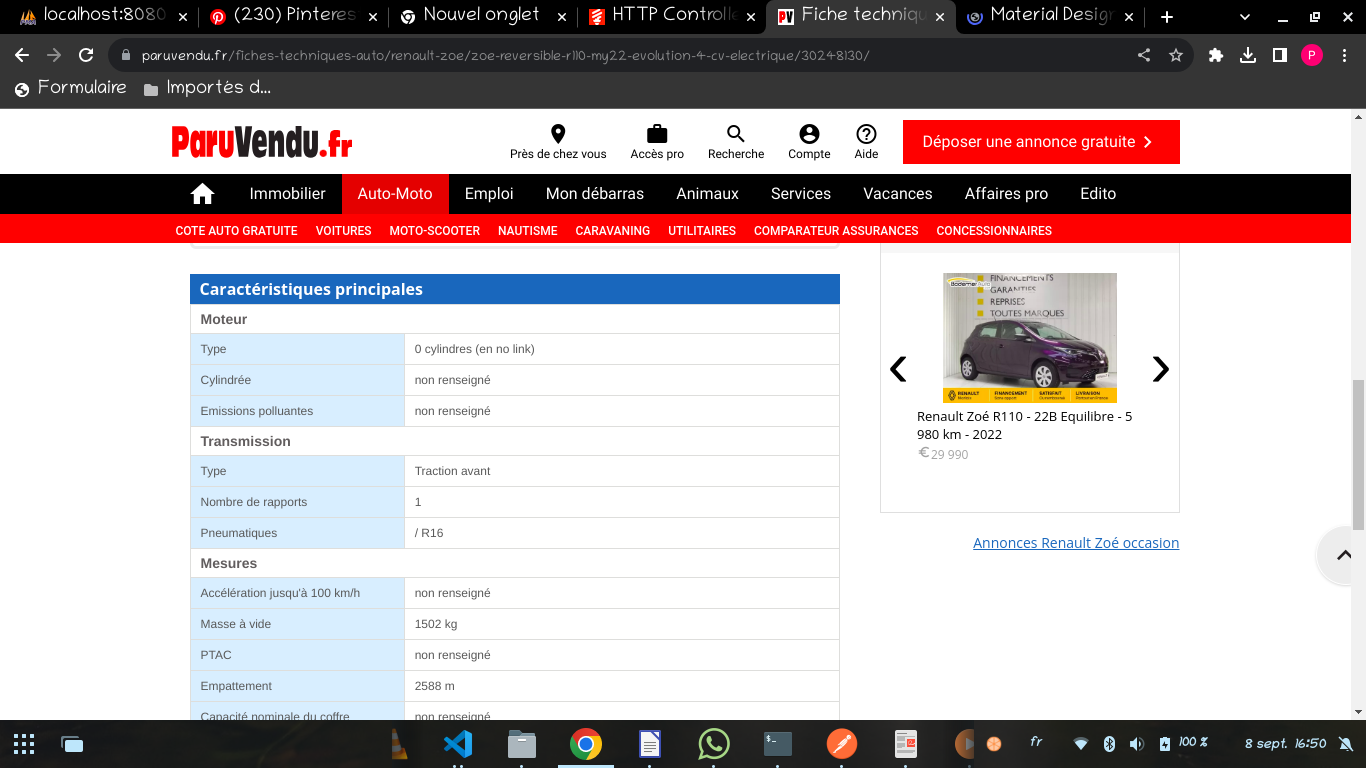 localhost:8080
(230) Pinteres
Nouvel onglet
HTTP Controlle
Fiche techniqu
Material Design
paruvendu.fr/fiches-techniques-auto/renault-zoe/zoe-reversible-r110-my22-evolution-4-cv-electrique/30248130/
P
Formulaire
Importés d...
ParuVendu.fr
Près de chez vous
Accès pro
Recherche
Compte
Aide
Déposer une annonce gratuite
Immobilier
Auto-Moto
Emploi
Mon débarras
Animaux
Services
Vacances
Affaires pro
Edito
COTE AUTO GRATUITE
VOITURES
MOTO-SCOOTER
NAUTISME
CARAVANING
UTILITAIRES
COMPARATEUR ASSURANCES
CONCESSIONNAIRES
Caractéristiques principales
Moteur
Type 0 cylindres (en no link)
Cylindrée non renseigné
Emissions polluantes non renseigné
Transmission
Type Traction avant
Nombre de rapports 1
Pneumatiques / R16
Mesures
Accélération jusqu'à 100 km/h non renseigné
Masse à vide 1502 kg
PTAC non renseigné
Empattement 2588 m
Capacité nominale du coffre non renseigné
FINANCEMENTS
GARANTIES
REPRISES
TOUTES MARQUES
BodemerAuto
RENAULT
FINANCEMENT
LIVRAISON
Renault Zoé R110 - 22B Equilibre - 5
980 km - 2022
€ 29 990
Annonces Renault Zoé occasion
fr
100 %
8 sept. 16:50